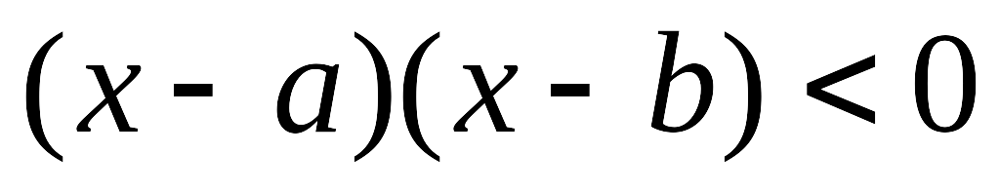 (x - a)(x - b) < 0